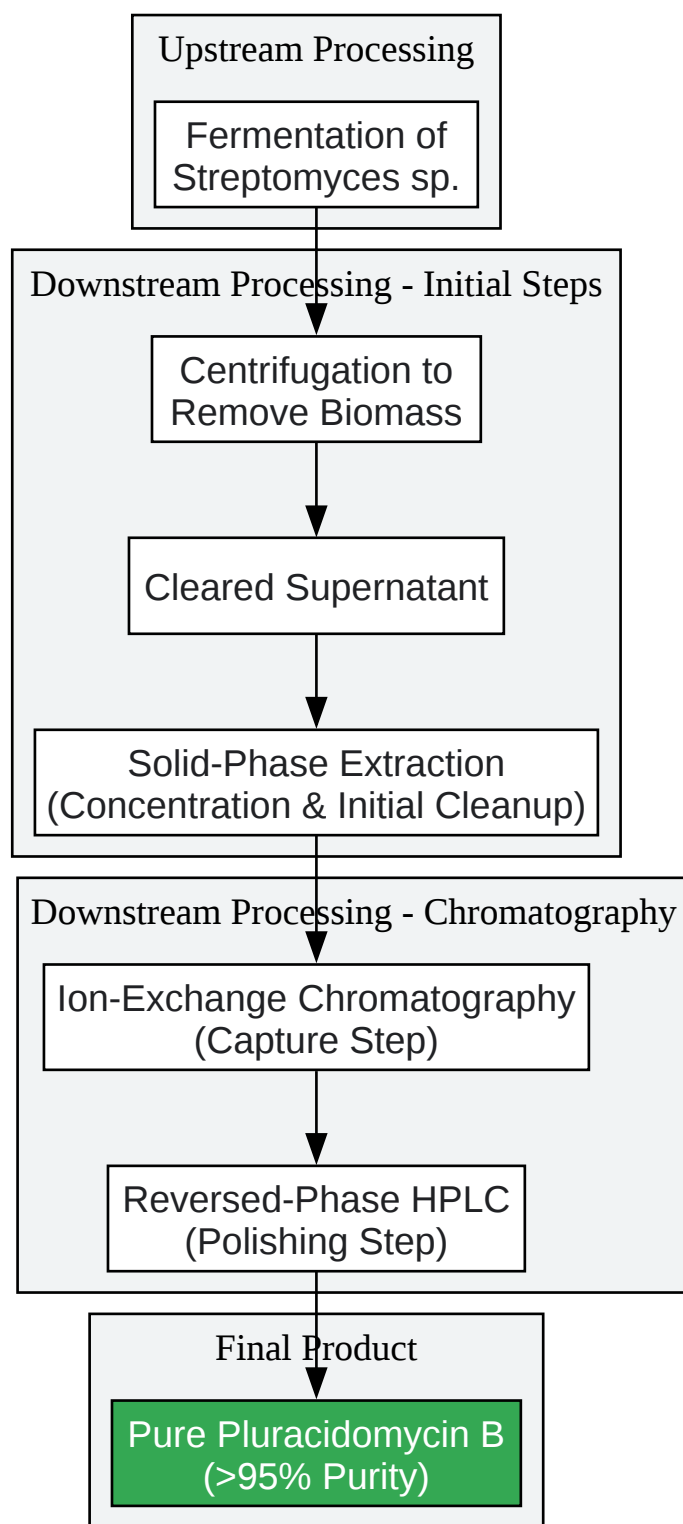 Upstream Processing
Fermentation of
Streptomyces sp.
Downstream Processing - Initial Steps
Centrifugation to
Remove Biomass
Cleared Supernatant
Solid-Phase Extraction
(Concentration & Initial Cleanup)
Downstream Processing - Chromatography
Ion-Exchange Chromatography
(Capture Step)
Reversed-Phase HPLC
(Polishing Step)
Final Product
Pure Pluracidomycin B
(>95% Purity)